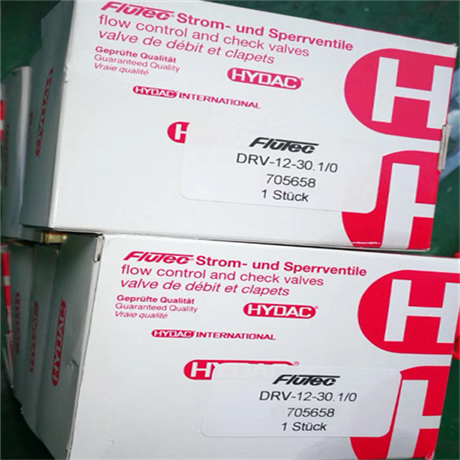 Flutec Strom- und Sperrventile
flow control and check valves
valve de débit et clapets
Geprüfte Qualität
Guaranteed Quality
Vraie qualité
HYDAC
HYDAC INTERNATIONAL
H
HYDAC
Flutec
DRV-12-30.1/0
705658
1 Stück
H
Flutec Strom- und Sperrventile
flow control and check valves
valve de débit et clapets
Geprüfte Qualität
Guaranteed Quality
Vraie qualité
HYDAC
HYDAC INTERNATIONAL
H
HYDAC
Flutec
DRV-12-30.1/0
705658
1 Stück